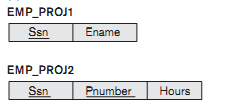 EMP_PROJ1
Ssn Ename
EMP_PROJ2
Ssn Pnumber Hours